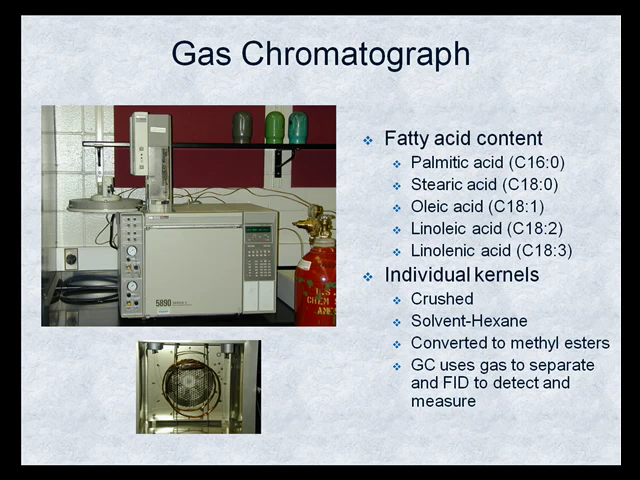 Gas Chromatograph
Fatty acid content
Palmitic acid (C16:0)
Stearic acid (C18:0)
Oleic acid (C18:1)
Linoleic acid (C18:2)
Linolenic acid (C18:3)
Individual kernels
Crushed
Solvent-Hexane
Converted to methyl esters
GC uses gas to separate
and FID to detect and
measure
5890
CHEM